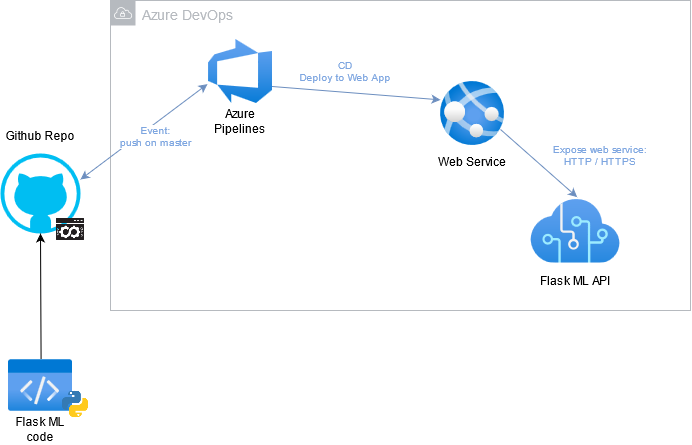 Azure DevOps
CD
Deploy to Web App
Azure
Pipelines
Event:
push on master
Github Repo
Web Service
Expose web service:
HTTP / HTTPS
Flask ML API
Flask ML
code